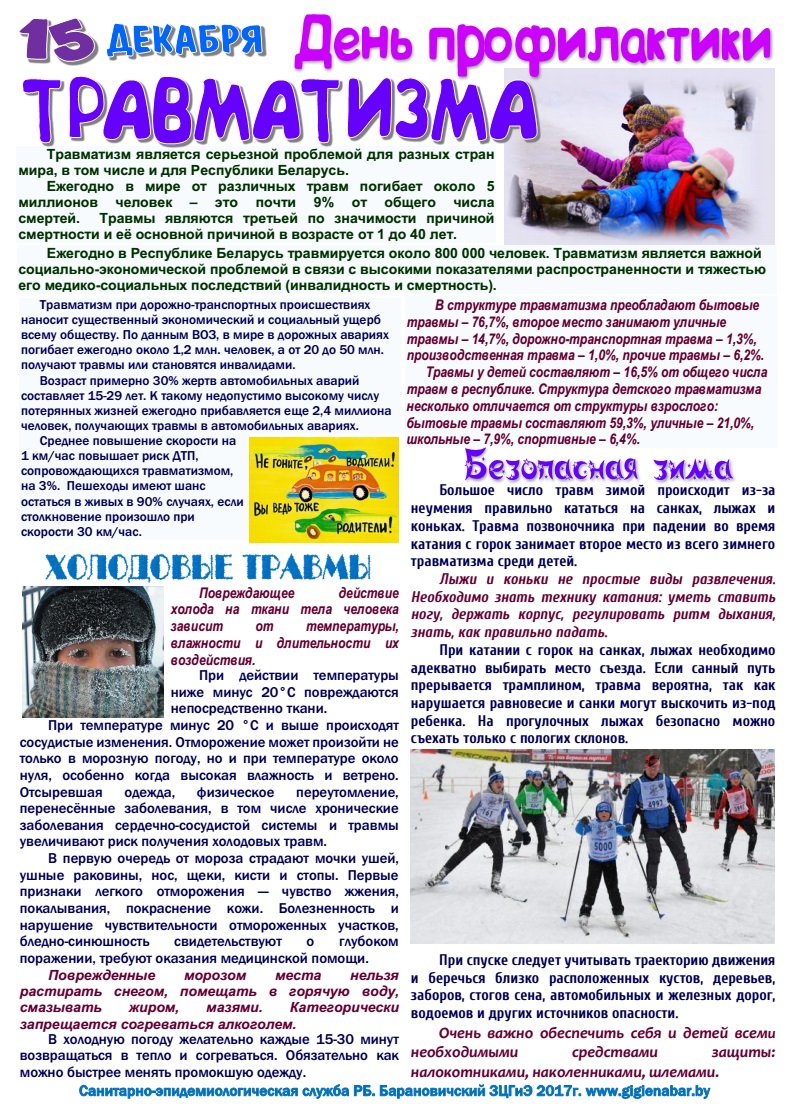 15 ДЕКАБРЯ День профилактики
ТРАВМАТИЗМА
Травматизм является серьезной проблемой для разных стран
мира, в том числе и для Республики Беларусь.
Ежегодно в мире от различных травм погибает около 5
миллионов человек – это почти 9% от общего числа
смертей. Травмы являются третьей по значимости причиной
смертности и её основной причиной в возрасте от 1 до 40 лет.
Ежегодно в Республике Беларусь травмируется около 800 000 человек. Травматизм является важной
социально-экономической проблемой в связи с высокими показателями распространенности и тяжестью
его медико-социальных последствий (инвалидность и смертность).
Травматизм при дорожно-транспортных происшествиях
наносит существенный экономический и социальный ущерб
всему обществу. По данным ВОЗ, в мире в дорожных авариях
погибает ежегодно около 1,2 млн. человек, а от 20 до 50 млн.
получают травмы или становятся инвалидами.
Возраст примерно 30% жертв автомобильных аварий
составляет 15-29 лет. К такому недопустимо высокому числу
потерянных жизней ежегодно прибавляется еще 2,4 миллиона
человек, получающих травмы в автомобильных авариях.
Среднее повышение скорости на
1 км/час повышает риск ДТП,
сопровождающихся травматизмом,
на 3%. Пешеходы имеют шанс
остаться в живых в 90% случаях, если
столкновение произошло при
скорости 30 км/час.
Не гоните, водители!
Вы ведь тоже родители!
ХОЛОДОВЫЕ ТРАВМЫ
Повреждающее действие
холода на ткани тела человека
зависит от температуры,
влажности и длительности их
воздействия.
При действии температуры
ниже минус 20°С повреждаются
непосредственно ткани.
При температуре минус 20 °С и выше происходят
сосудистые изменения. Отморожение может произойти не
только в морозную погоду, но и при температуре около
нуля, особенно когда высокая влажность и ветрено.
Отсыревшая одежда, физическое переутомление,
перенесённые заболевания, в том числе хронические
заболевания сердечно-сосудистой системы и травмы
увеличивают риск получения холодовых травм.
В первую очередь от мороза страдают мочки ушей,
ушные раковины, нос, щеки, кисти и стопы. Первые
признаки легкого отморожения — чувство жжения,
покалывания, покраснение кожи. Болезненность и
нарушение чувствительности отмороженных участков,
бледно-синюшность свидетельствуют о глубоком
поражении, требуют оказания медицинской помощи.
Поврежденные морозом места нельзя
растирать снегом, помещать в горячую воду,
смазывать жиром, мазями. Категорически
запрещается согреваться алкоголем.
В холодную погоду желательно каждые 15-30 минут
возвращаться в тепло и согреваться. Обязательно как
можно быстрее менять промокшую одежду.
В структуре травматизма преобладают бытовые
травмы – 76,7%, второе место занимают уличные
травмы – 14,7%, дорожно-транспортная травма – 1,3%,
производственная травма – 1,0%, прочие травмы – 6,2%.
Травмы у детей составляют – 16,5% от общего числа
травм в республике. Структура детского травматизма
несколько отличается от структуры взрослого:
бытовые травмы составляют 59,3%, уличные – 21,0%,
школьные – 7,9%, спортивные – 6,4%.
Безопасная зима
Большое число травм зимой происходит из-за
неумения правильно кататься на санках, лыжах и
коньках. Травма позвоночника при падении во время
катания с горок занимает второе место из всего зимнего
травматизма среди детей.
Лыжи и коньки не простые виды развлечения.
Необходимо знать технику катания: уметь ставить
ногу, держать корпус, регулировать ритм дыхания,
знать, как правильно падать.
При катании с горок на санках, лыжах необходимо
адекватно выбирать место съезда. Если санный путь
прерывается трамплином, травма вероятна, так как
нарушается равновесие и санки могут выскочить из-под
ребенка. На прогулочных лыжах безопасно можно
съехать только с пологих склонов.
5000
4992
При спуске следует учитывать траекторию движения
и беречься близко расположенных кустов, деревьев,
заборов, стогов сена, автомобильных и железных дорог,
водоемов и других источников опасности.
Очень важно обеспечить себя и детей всеми
необходимыми средствами защиты:
налокотниками, наколенниками, шлемами.
Санитарно-эпидемиологическая служба РБ. Барановичский ЗЦГиЭ 2017г. www.gigienabar.by